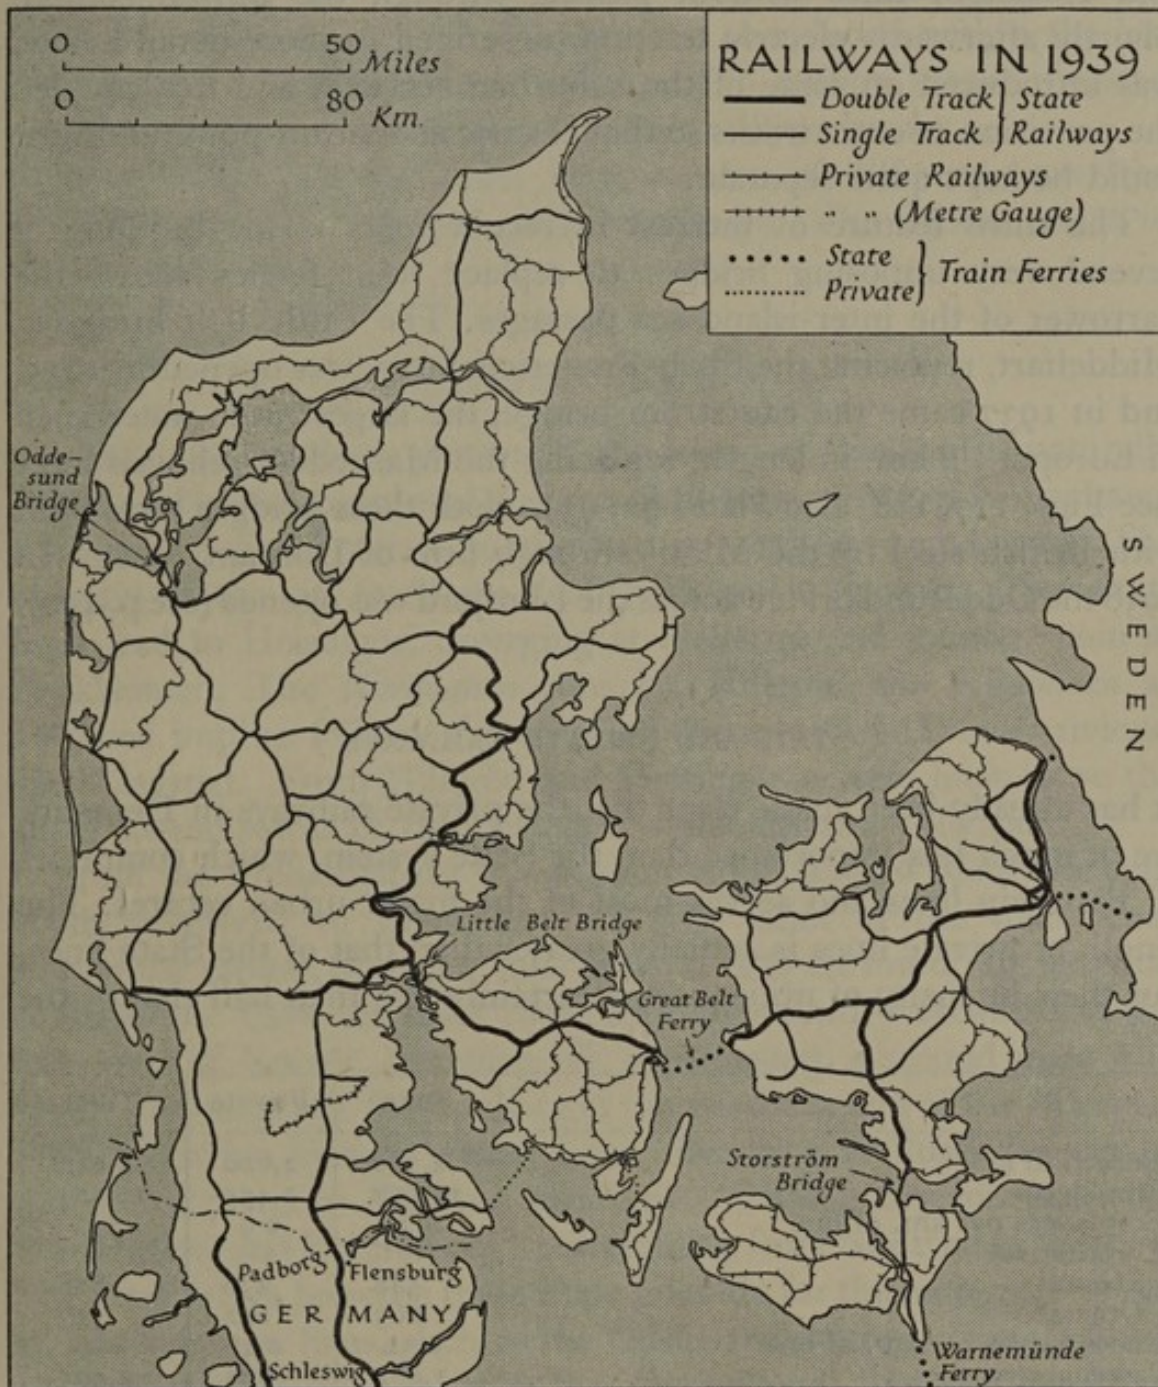 0 50
Miles
0 80
Km.
RAILWAYS IN 1939
Double Track } State
Single Track } Railways
Private Railways
" " (Metre Gauge)
State
Private } Train Ferries
Odde-
sund
Bridge
SWEDEN
Little Belt Bridge
Great Belt
Ferry
Storström
Bridge
Padborg
Flensburg
GERMANY
Schleswig
Warnemünde
Ferry